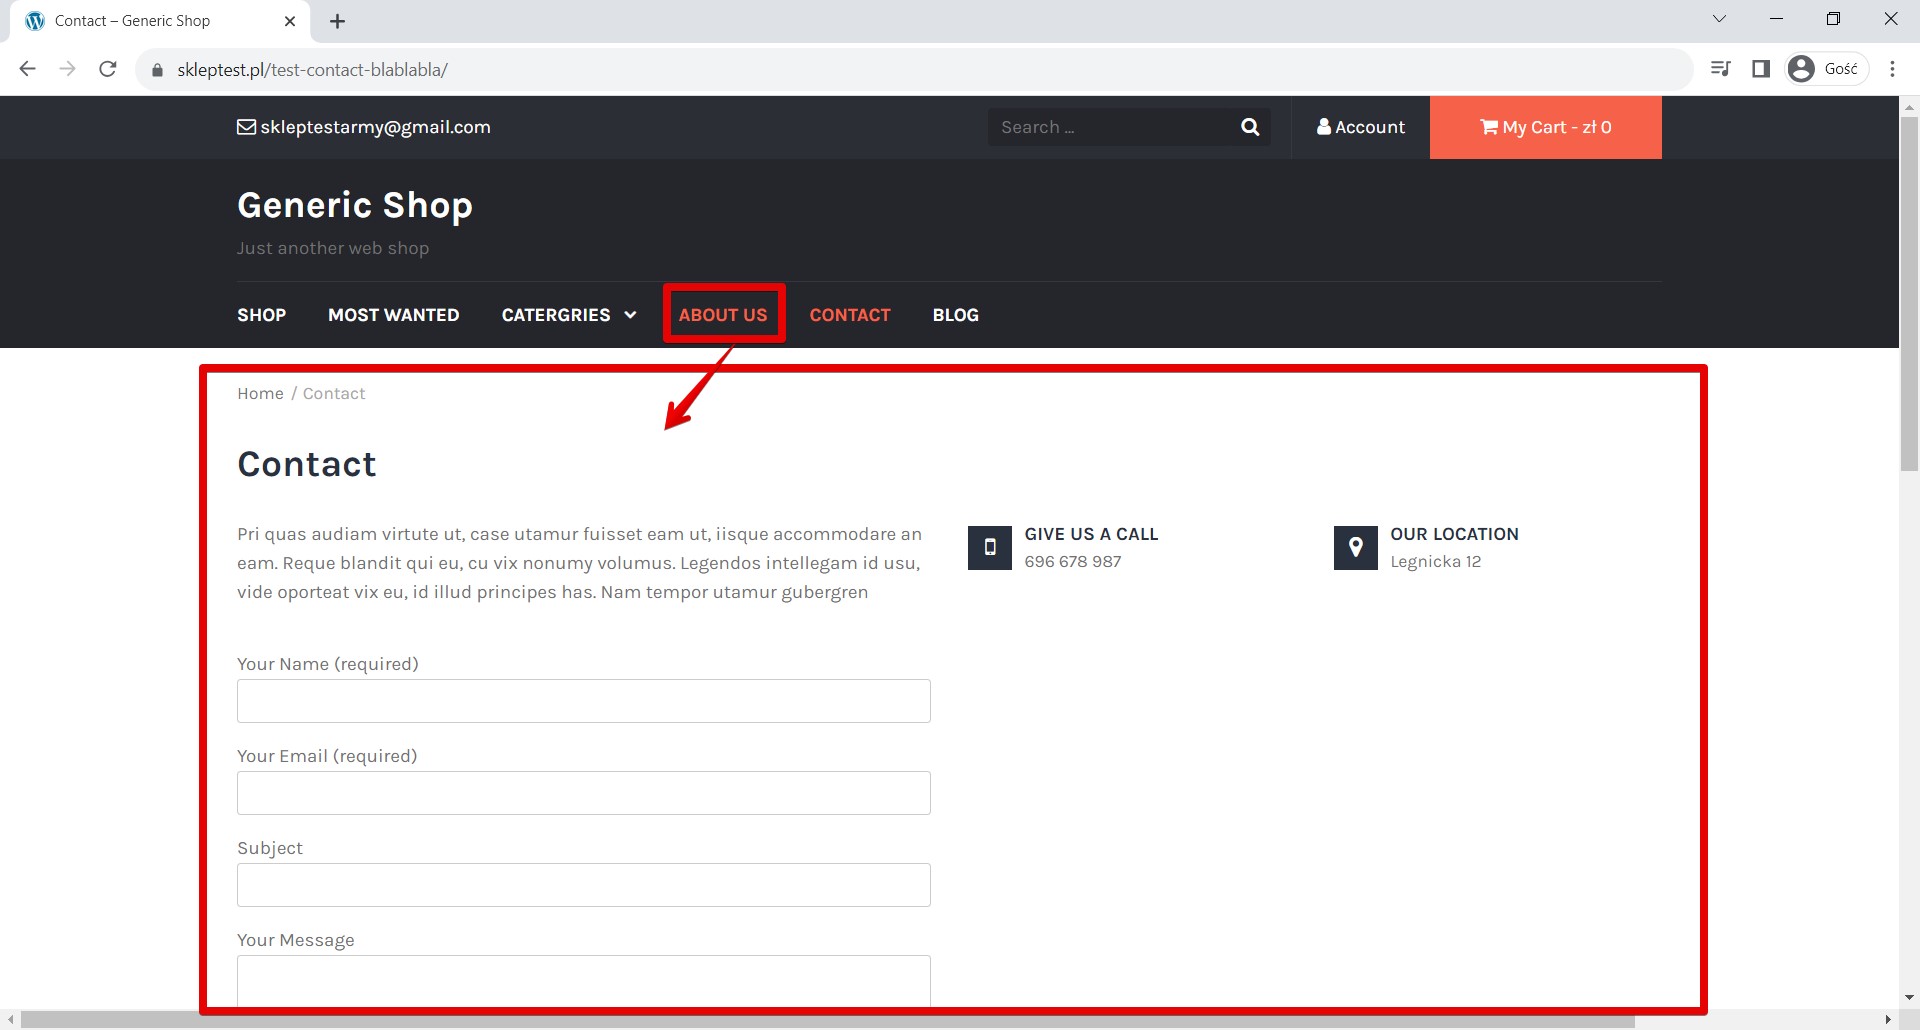 Contact – Generic Shop
skleptest.pl/test-contact-blablabla/
Gość
skleptestarmy@gmail.com
Search ...
Account
My Cart - zł 0
Generic Shop
Just another web shop
SHOP
MOST WANTED
CATERGRIES
ABOUT US
CONTACT
BLOG
Home / Contact
Contact
Pri quas audiam virtute ut, case utamur fuisset eam ut, iisque accommodare an
eam. Reque blandit qui eu, cu vix nonumy volumus. Legendos intellegam id usu,
vide oporteat vix eu, id illud principes has. Nam tempor utamur gubergren
GIVE US A CALL
696 678 987
OUR LOCATION
Legnicka 12
Your Name (required)
Your Email (required)
Subject
Your Message